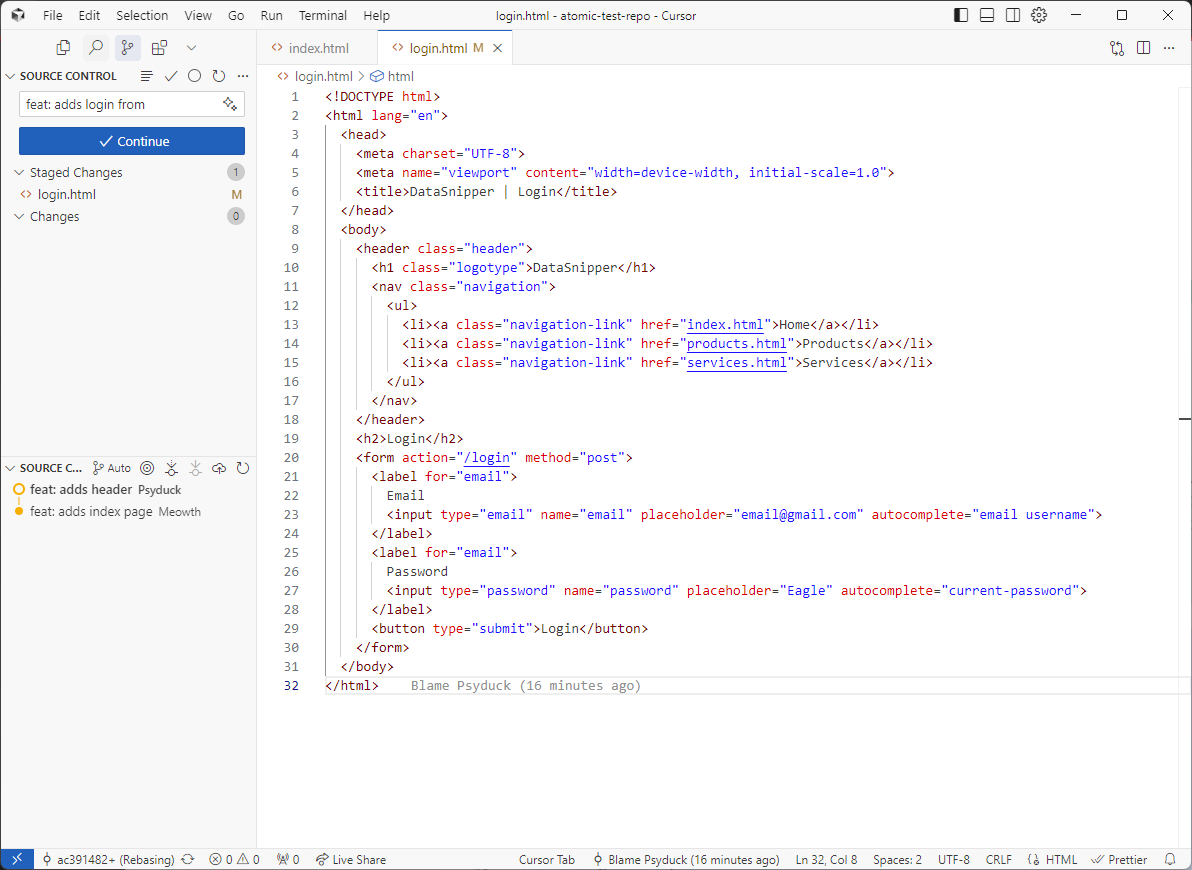 File Edit Selection View Go Run Terminal Help login.html - atomic-test-repo - Cursor
index.html login.html M
SOURCE CONTROL
login.html > html
feat: adds login from
Continue
Staged Changes 1
login.html M
Changes 0
1 <!DOCTYPE html>
2 <html lang="en">
3 <head>
4 <meta charset="UTF-8">
5 <meta name="viewport" content="width=device-width, initial-scale=1.0">
6 <title>DataSnipper | Login</title>
7 </head>
8 <body>
9 <header class="header">
10 <h1 class="logotype">DataSnipper</h1>
11 <nav class="navigation">
12 <ul>
13 <li><a class="navigation-link" href="index.html">Home</a></li>
14 <li><a class="navigation-link" href="products.html">Products</a></li>
15 <li><a class="navigation-link" href="services.html">Services</a></li>
16 </ul>
17 </nav>
18 </header>
19 <h2>Login</h2>
20 <form action="/login" method="post">
21 <label for="email">
22 Email
23 <input type="email" name="email" placeholder="email@gmail.com" autocomplete="email username">
24 </label>
25 <label for="email">
26 Password
27 <input type="password" name="password" placeholder="Eagle" autocomplete="current-password">
28 </label>
29 <button type="submit">Login</button>
30 </form>
31 </body>
32 </html> Blame Psyduck (16 minutes ago)
SOURCE C... Auto
feat: adds header Psyduck
feat: adds index page Meowth
ac391482+ (Rebasing) 0 0 0 Live Share Cursor Tab Blame Psyduck (16 minutes ago) Ln 32, Col 8 Spaces: 2 UTF-8 CRLF HTML Prettier